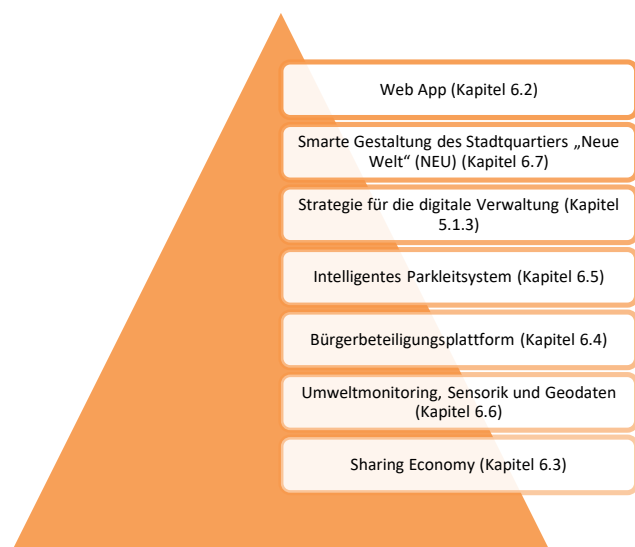 Web App (Kapitel 6.2)
Smarte Gestaltung des Stadtquartiers „Neue
Welt“ (NEU) (Kapitel 6.7)
Strategie für die digitale Verwaltung (Kapitel
5.1.3)
Intelligentes Parkleitsystem (Kapitel 6.5)
Bürgerbeteiligungsplattform (Kapitel 6.4)
Umweltmonitoring, Sensorik und Geodaten
(Kapitel 6.6)
Sharing Economy (Kapitel 6.3)